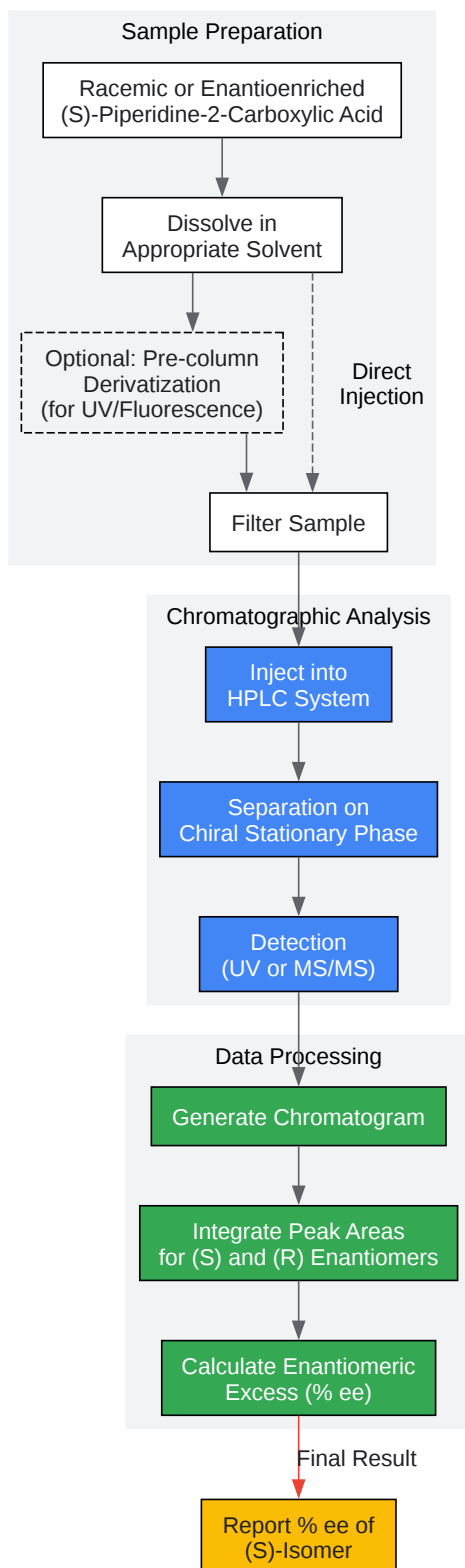 Sample Preparation
Racemic or Enantioenriched
(S)-Piperidine-2-Carboxylic Acid
Dissolve in
Appropriate Solvent
Optional: Pre-column
Derivatization
(for UV/Fluorescence)
Direct
Injection
Filter Sample
Chromatographic Analysis
Inject into
HPLC System
Separation on
Chiral Stationary Phase
Detection
(UV or MS/MS)
Data Processing
Generate Chromatogram
Integrate Peak Areas
for (S) and (R) Enantiomers
Calculate Enantiomeric
Excess (% ee)
Final Result
Report % ee of
(S)-Isomer